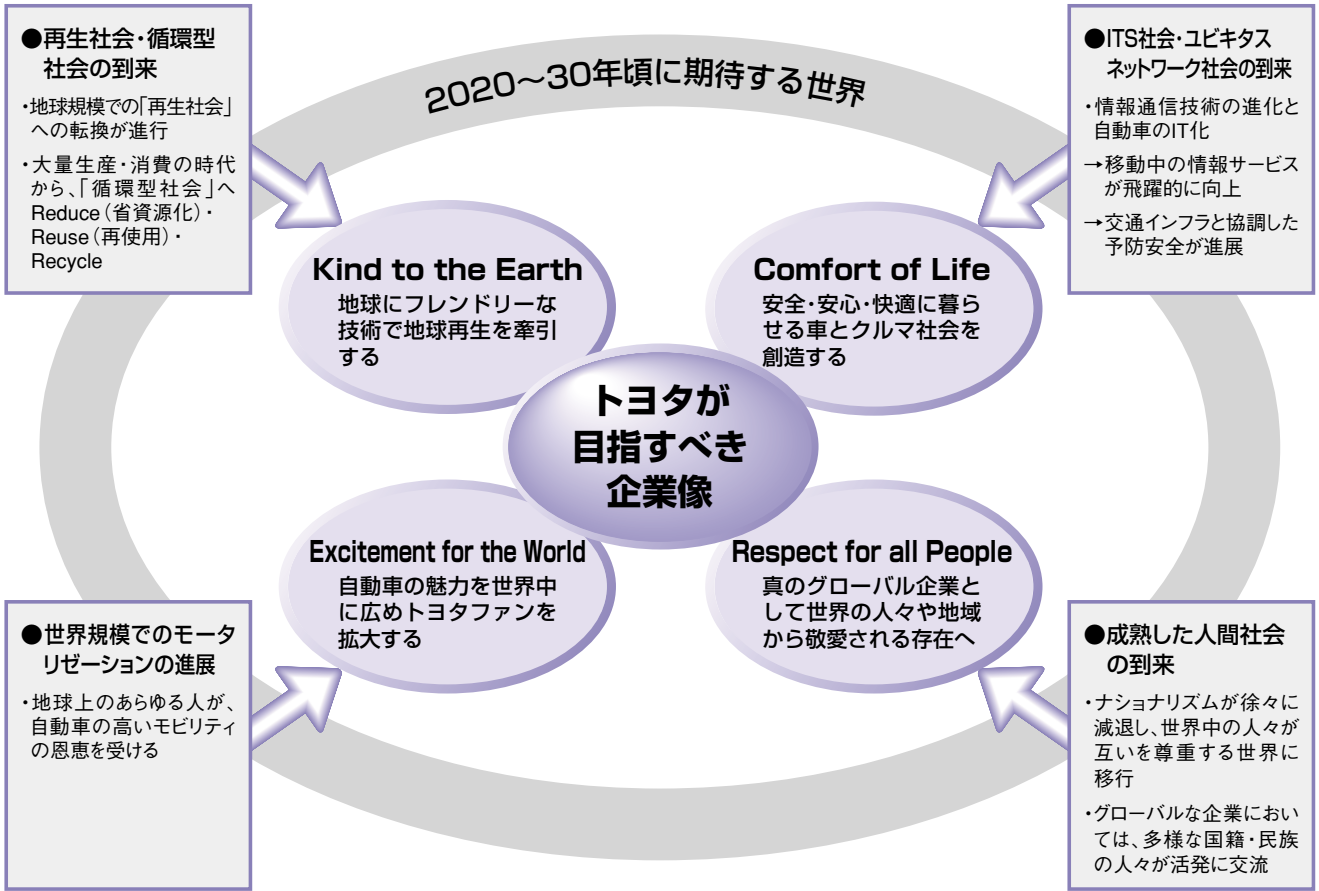 2020〜30年頃に期待する世界
●再生社会・循環型
社会の到来
・地球規模での「再生社会」
への転換が進行
・大量生産・消費の時代
から、「循環型社会」へ
Reduce（省資源化）・
Reuse（再使用）・
Recycle
●ITS社会・ユビキタス
ネットワーク社会の到来
・情報通信技術の進化と
自動車のIT化
→移動中の情報サービス
が飛躍的に向上
→交通インフラと協調した
予防安全が進展
Kind to the Earth
地球にフレンドリーな
技術で地球再生を牽引
する
Comfort of Life
安全・安心・快適に暮ら
せる車とクルマ社会を
創造する
トヨタが
目指すべき
企業像
Excitement for the World
自動車の魅力を世界中
に広めトヨタファンを
拡大する
Respect for all People
真のグローバル企業と
して世界の人々や地域
から敬愛される存在へ
●世界規模でのモータ
リゼーションの進展
・地球上のあらゆる人が、
自動車の高いモビリティ
の恩恵を受ける
●成熟した人間社会
の到来
・ナショナリズムが徐々に
減退し、世界中の人々が
互いを尊重する世界に
移行
・グローバルな企業におい
ては、多様な国籍・民族
の人々が活発に交流